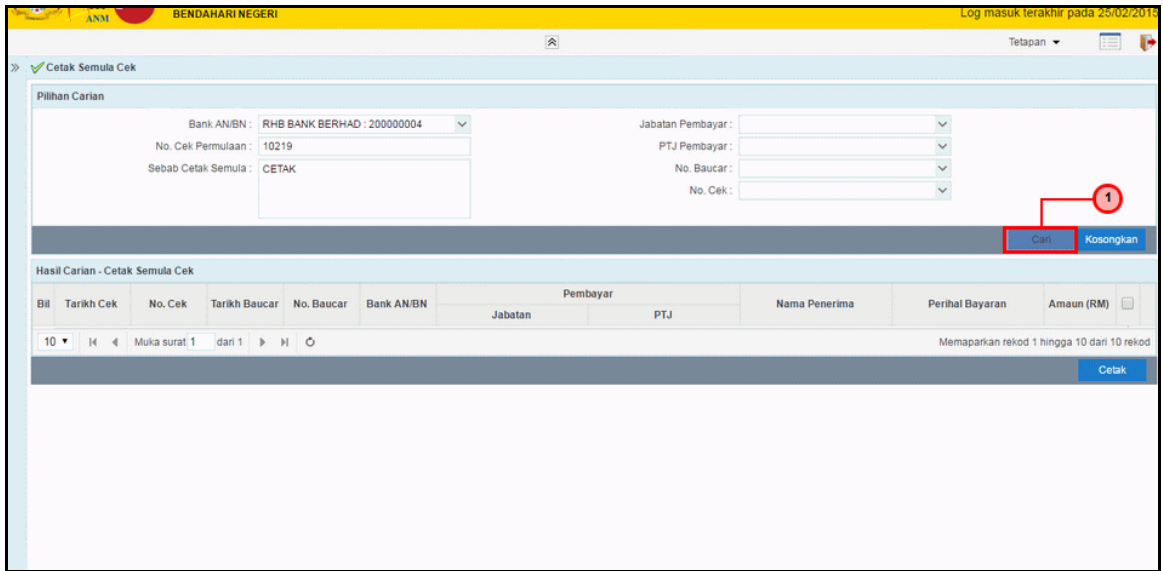 ANM
BENDAHARI NEGERI
Log masuk terakhir pada 25/02/2015
Tetapan
Cetak Semula Cek
Pilihan Carian
Bank AN/BN : RHB BANK BERHAD : 200000004
Jabatan Pembayar :
No. Cek Permulaan : 10219
PTJ Pembayar :
Sebab Cetak Semula : CETAK
No. Baucar :
No. Cek :
1
Cari Kosongkan
Hasil Carian - Cetak Semula Cek
Bil Tarikh Cek No. Cek Tarikh Baucar No. Baucar Bank AN/BN Pembayar Nama Penerima Perihal Bayaran Amaun (RM)
Jabatan PTJ
10 Muka surat 1 dari 1 Memaparkan rekod 1 hingga 10 dari 10 rekod
Cetak